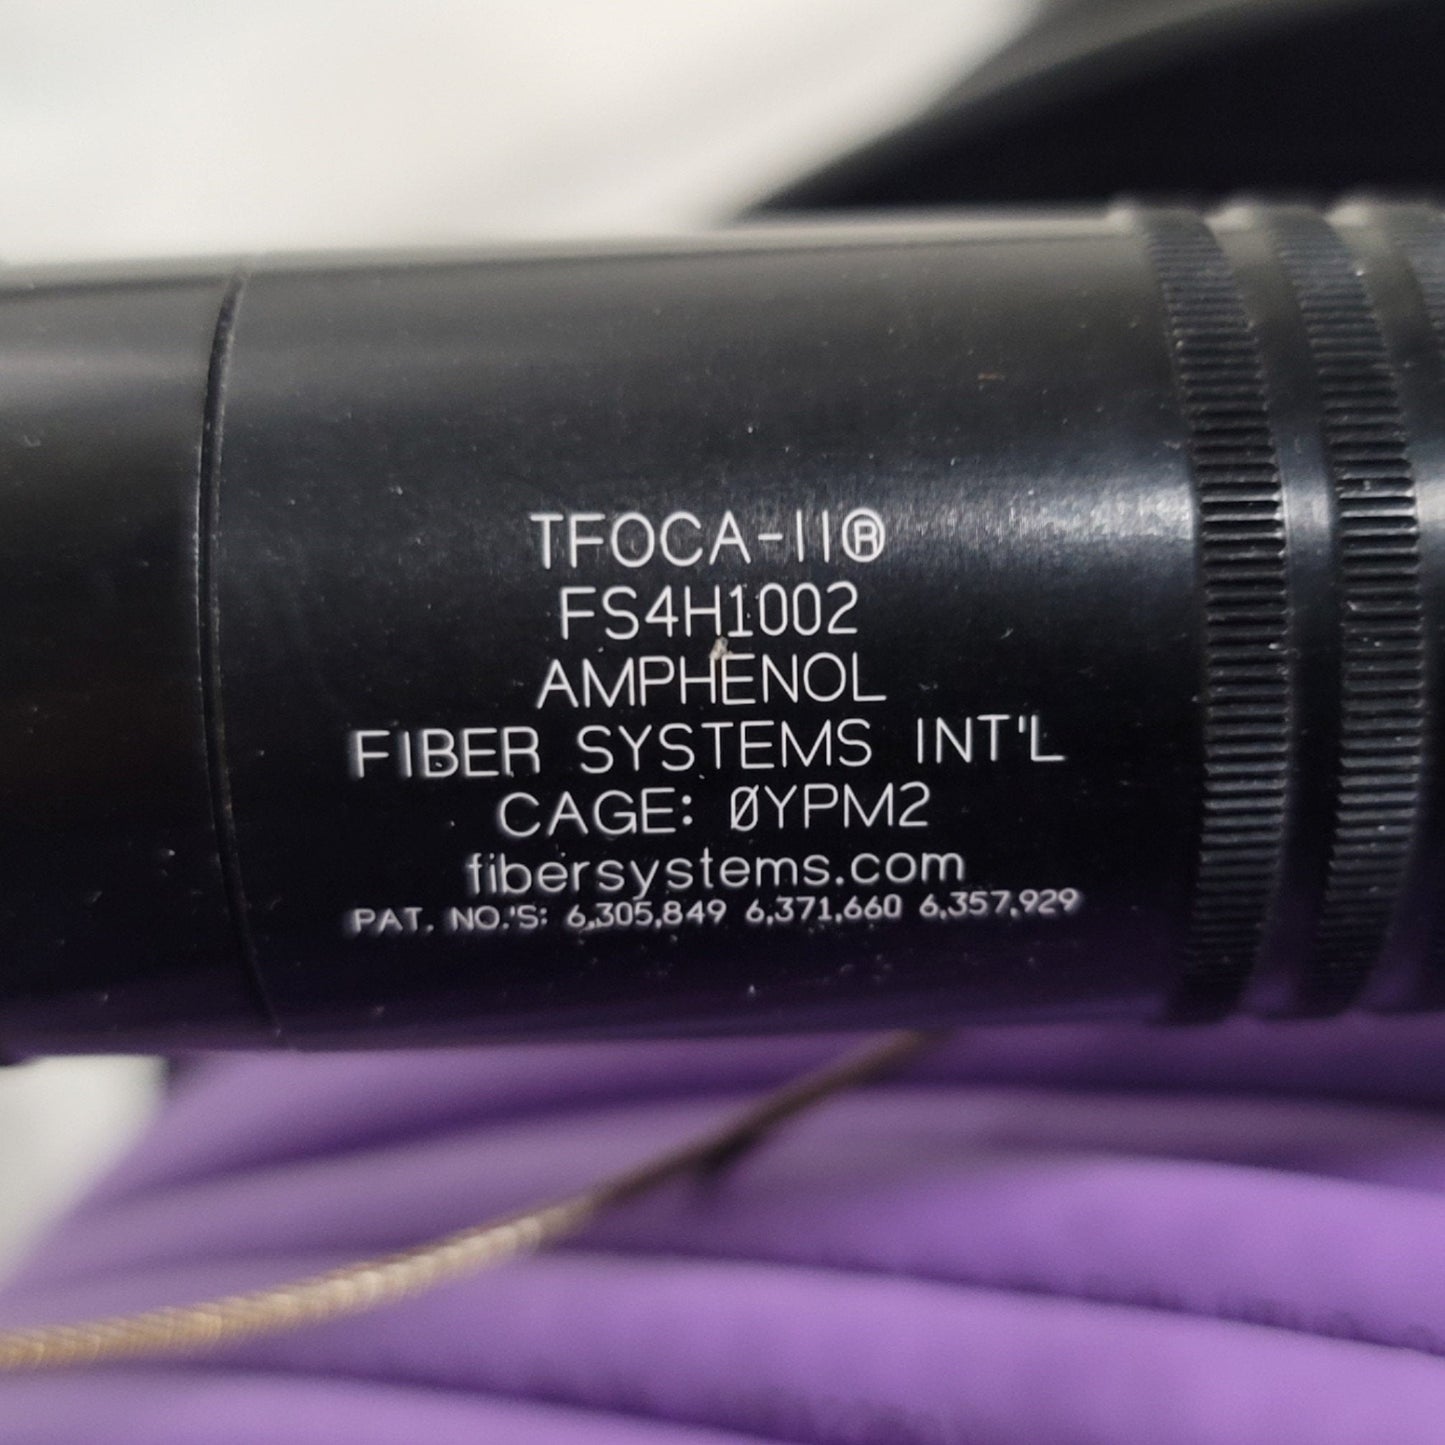 TFOCA-II®
FS4H1002
AMPHENOL
FIBER SYSTEMS INT'L
CAGE: 0YPM2
fibersystems.com
PAT. NO.'S: 6,305,849 6,371,660 6,357,929